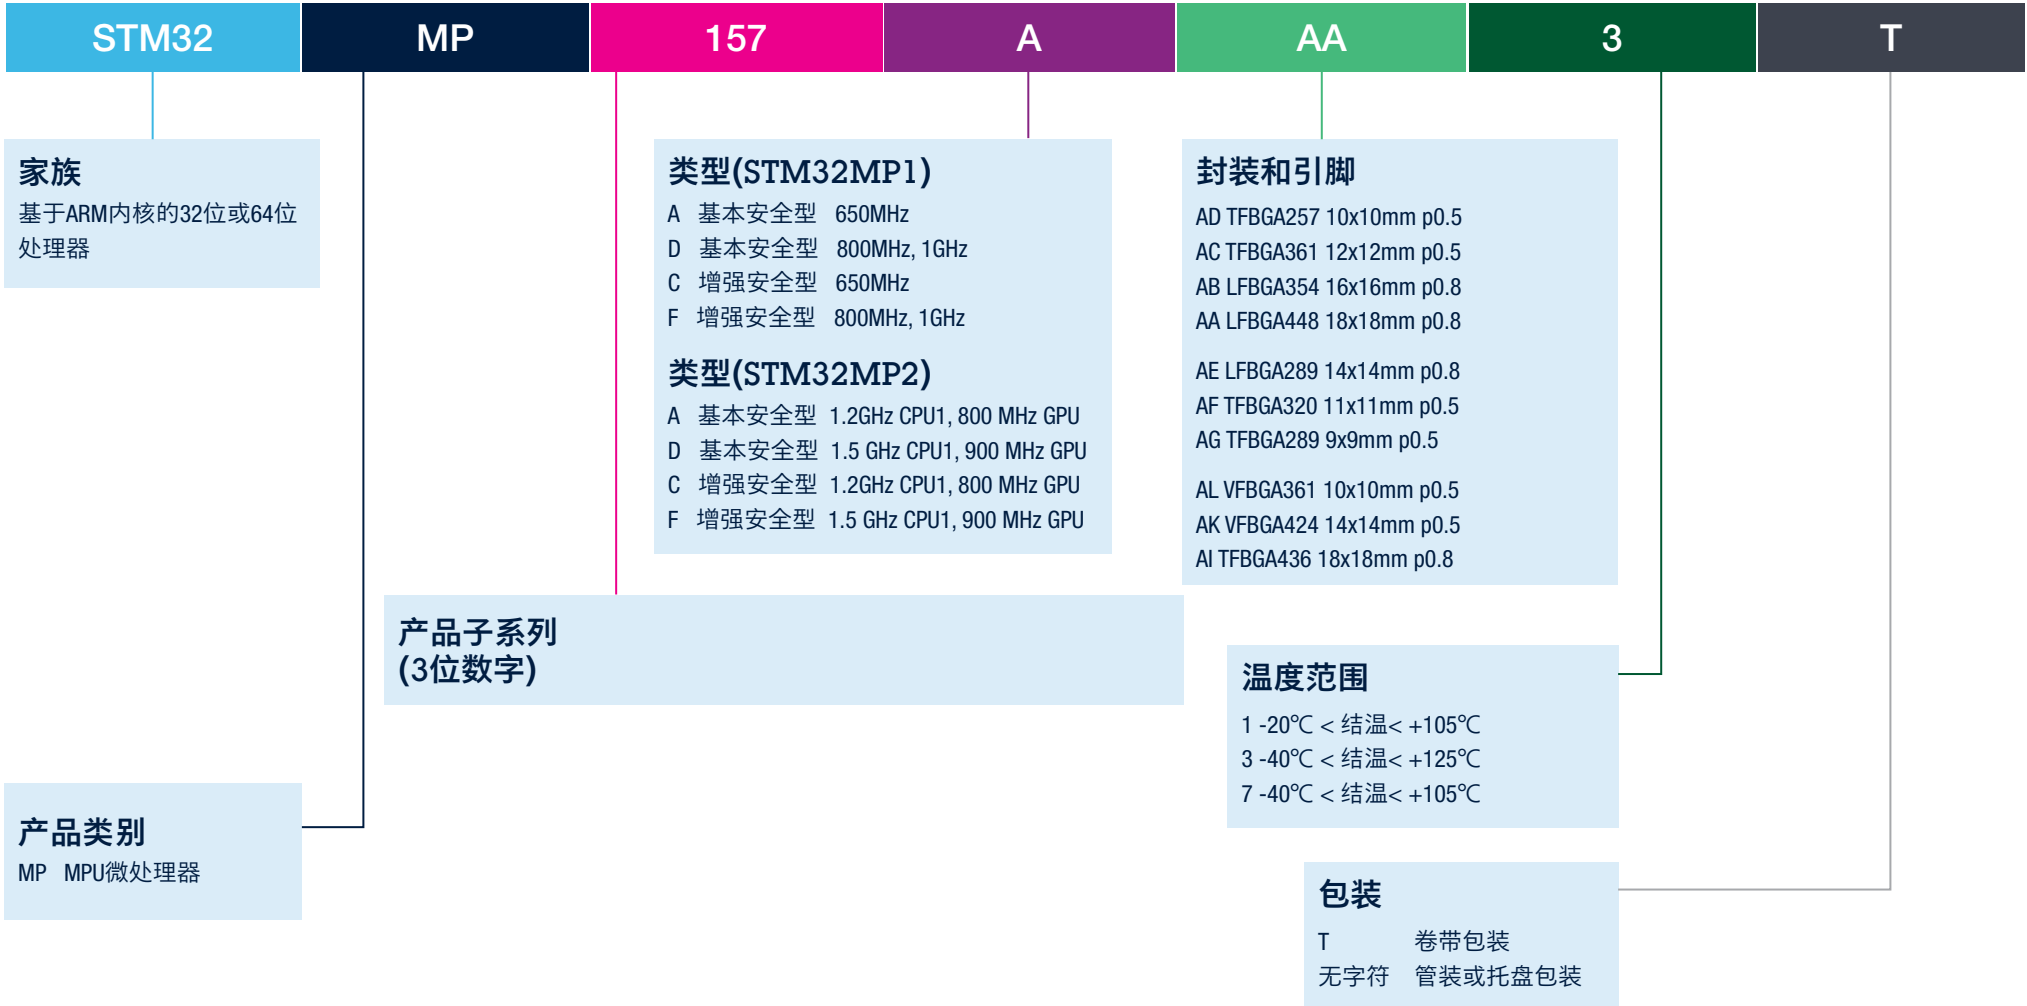 STM32 MP 157 A AA 3 T
家族
基于ARM内核的32位或64位
处理器
类型(STM32MP1)
A 基本安全型 650MHz
D 基本安全型 800MHz, 1GHz
C 增强安全型 650MHz
F 增强安全型 800MHz, 1GHz
类型(STM32MP2)
A 基本安全型 1.2GHz CPU1, 800 MHz GPU
D 基本安全型 1.5 GHz CPU1, 900 MHz GPU
C 增强安全型 1.2GHz CPU1, 800 MHz GPU
F 增强安全型 1.5 GHz CPU1, 900 MHz GPU
封装和引脚
AD TFBGA257 10x10mm p0.5
AC TFBGA361 12x12mm p0.5
AB LFBGA354 16x16mm p0.8
AA LFBGA448 18x18mm p0.8
AE LFBGA289 14x14mm p0.8
AF TFBGA320 11x11mm p0.5
AG TFBGA289 9x9mm p0.5
AL VFBGA361 10x10mm p0.5
AK VFBGA424 14x14mm p0.5
AI TFBGA436 18x18mm p0.8
产品子系列
(3位数字)
温度范围
1 -20℃ < 结温< +105℃
3 -40℃ < 结温< +125℃
7 -40℃ < 结温< +105℃
产品类别
MP MPU微处理器
包装
T 卷带包装
无字符 管装或托盘包装